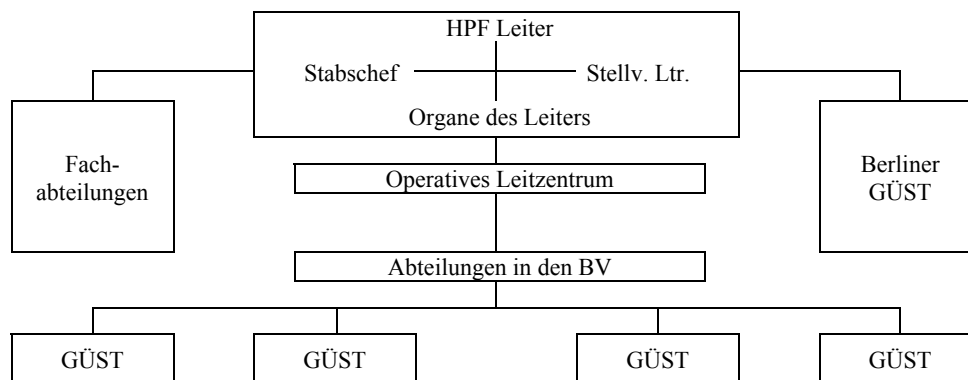 HPF Leiter
Stabschef
Stellv. Ltr.
Organe des Leiters
Fach-
abteilungen
Operatives Leitzentrum
Berliner
GÜST
Abteilungen in den BV
GÜST
GÜST
GÜST
GÜST